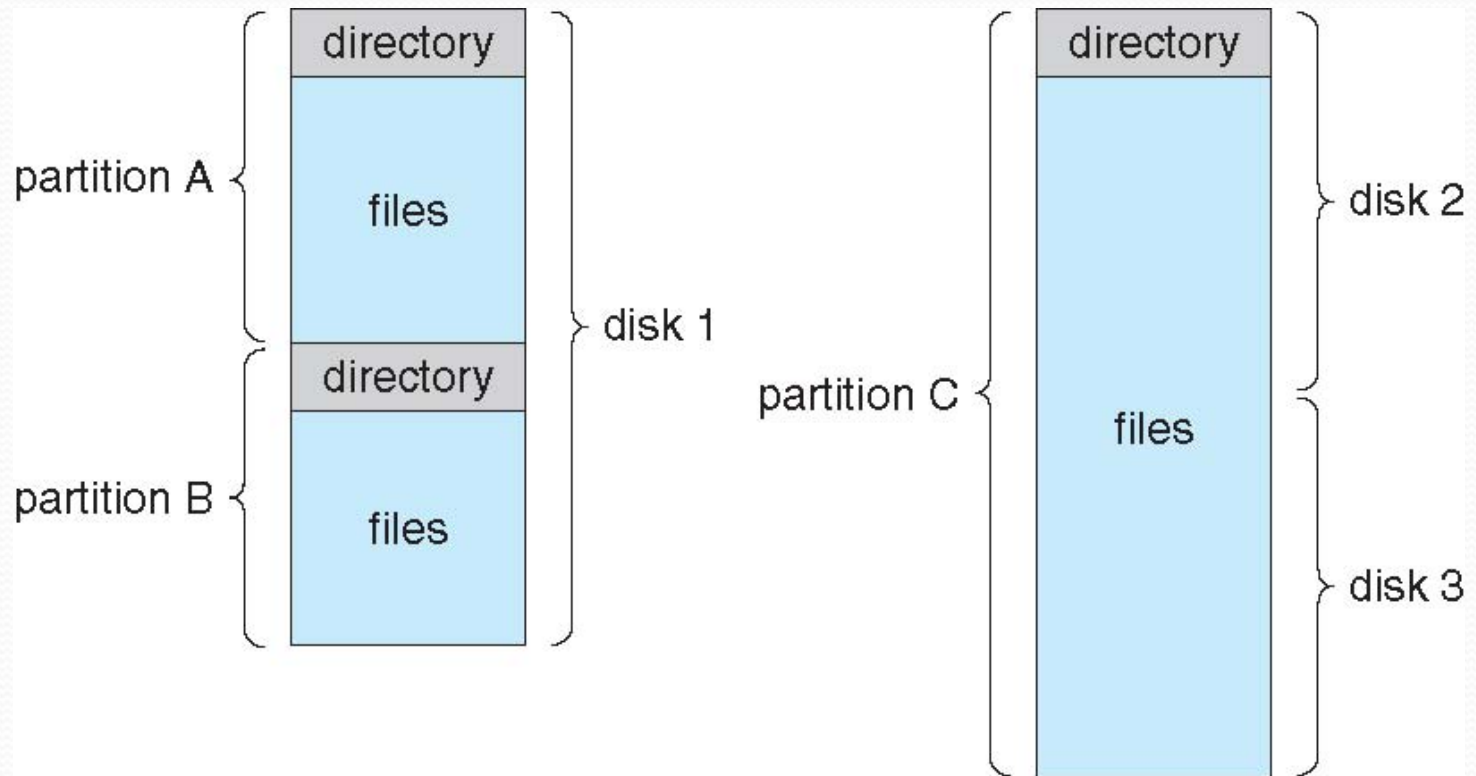 directory
partition A
files
disk 1
directory
partition B
files
directory
disk 2
partition C
files
disk 3